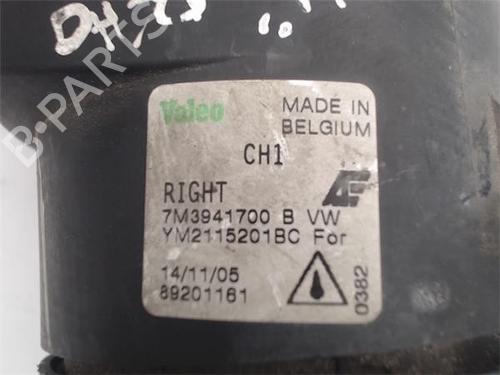 Valeo
MADE IN
BELGIUM
CH1
RIGHT
7M3941700 B VW
YM2115201BC For
14/11/05
89201161
0382
B-PARTS